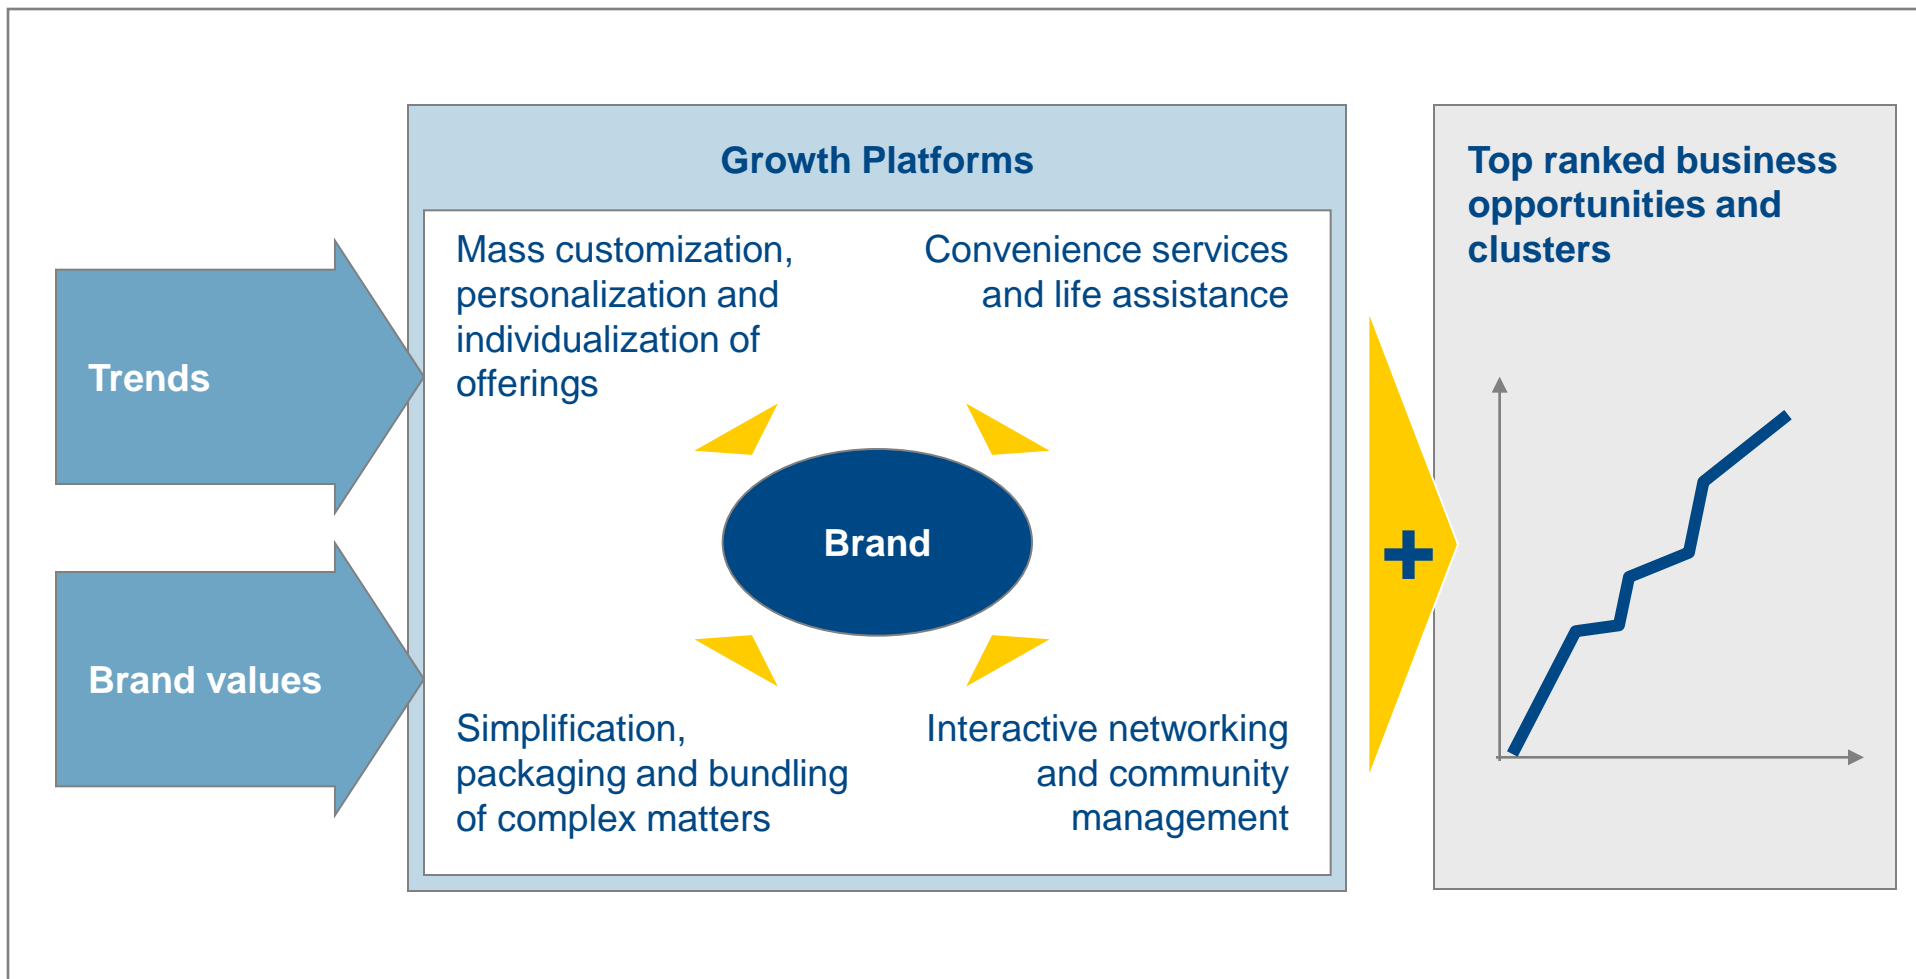 Growth Platforms
Top ranked business
opportunities and
clusters
Mass customization,
personalization and
individualization of
offerings
Convenience services
and life assistance
Trends
Brand
+
Brand values
Simplification,
packaging and bundling
of complex matters
Interactive networking
and community
management